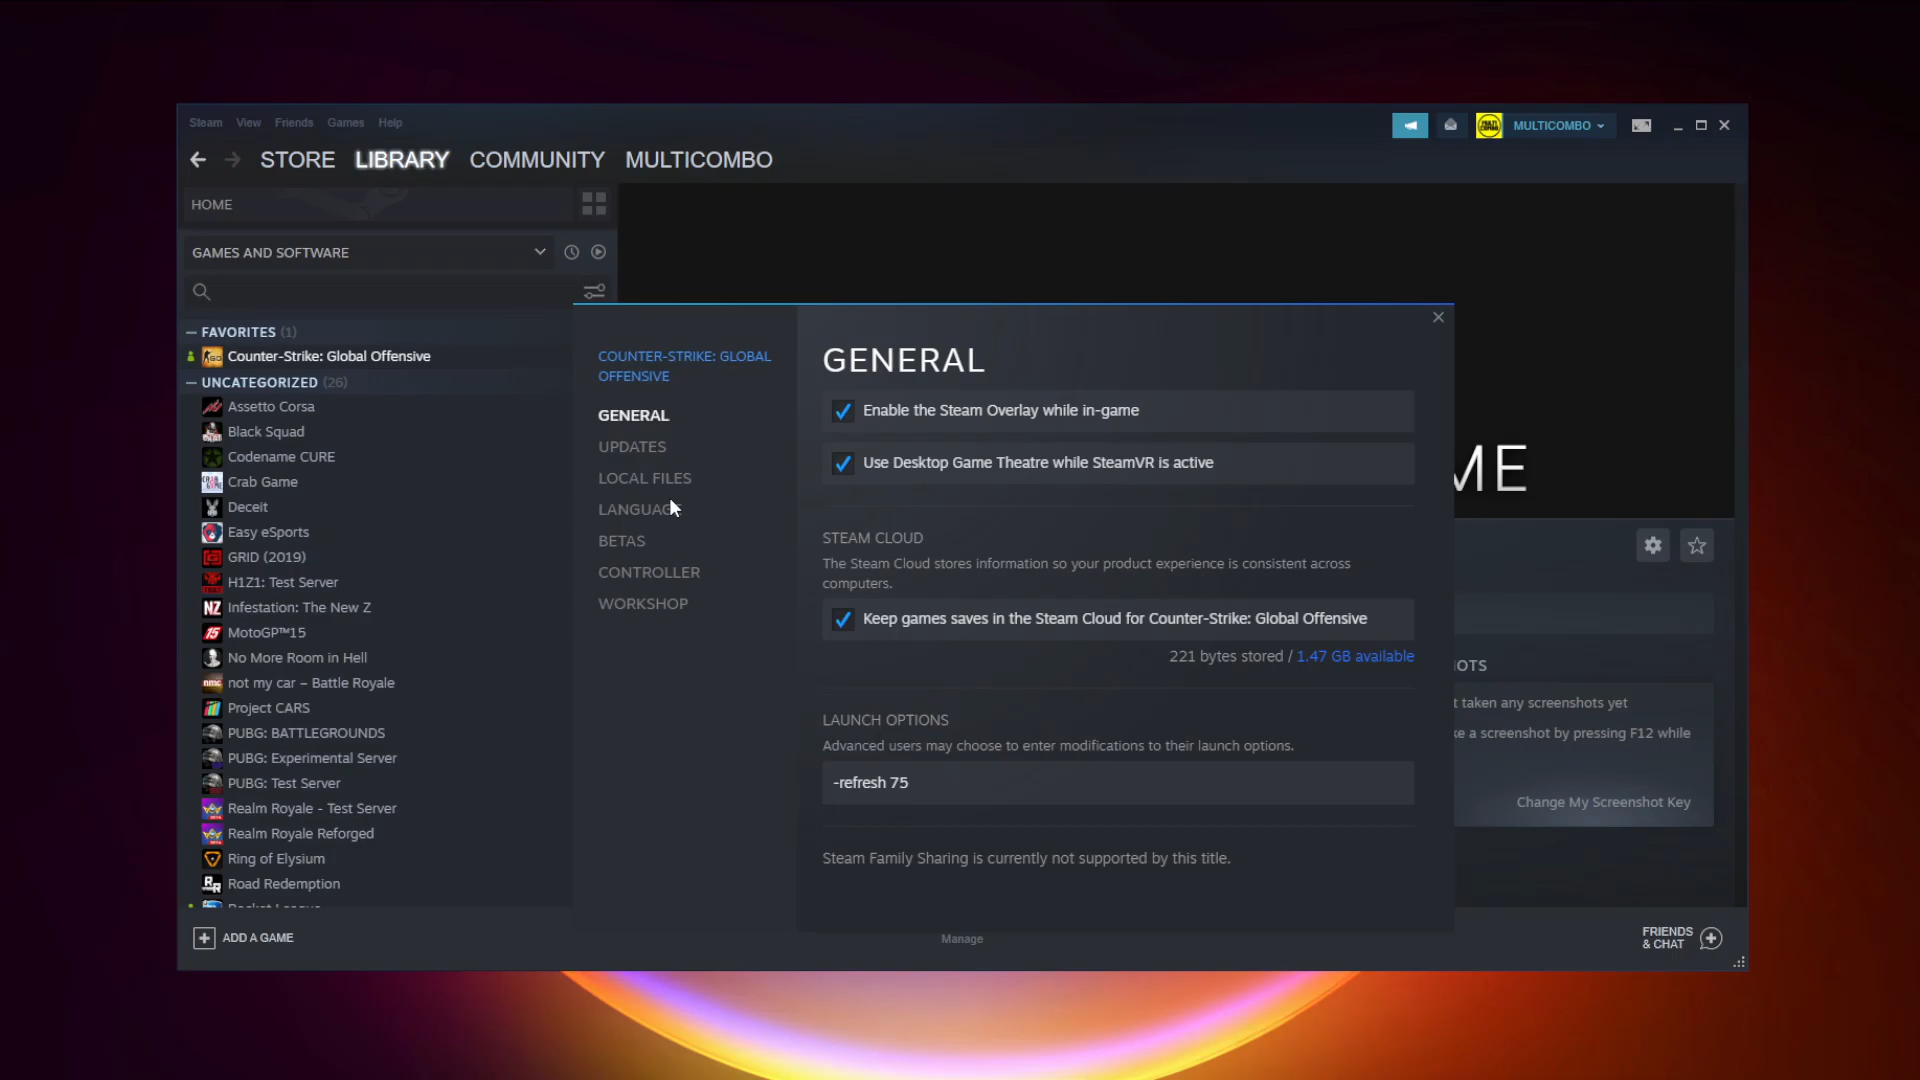 Steam View Friends Games Help
MULTICOMBO
STORE LIBRARY COMMUNITY MULTICOMBO
HOME
GAMES AND SOFTWARE
FAVORITES (1)
Counter-Strike: Global Offensive
UNCATEGORIZED (26)
Assetto Corsa
Black Squad
Codename CURE
Crab Game
Deceit
Easy eSports
GRID (2019)
H1Z1: Test Server
Infestation: The New Z
MotoGP™15
No More Room in Hell
not my car – Battle Royale
Project CARS
PUBG: BATTLEGROUNDS
PUBG: Experimental Server
PUBG: Test Server
Realm Royale - Test Server
Realm Royale Reforged
Ring of Elysium
Road Redemption
ADD A GAME
COUNTER-STRIKE: GLOBAL
OFFENSIVE
GENERAL
UPDATES
LOCAL FILES
LANGUAGE
BETAS
CONTROLLER
WORKSHOP
GENERAL
Enable the Steam Overlay while in-game
Use Desktop Game Theatre while SteamVR is active
STEAM CLOUD
The Steam Cloud stores information so your product experience is consistent across
computers.
Keep games saves in the Steam Cloud for Counter-Strike: Global Offensive
221 bytes stored / 1.47 GB available
LAUNCH OPTIONS
Advanced users may choose to enter modifications to their launch options.
-refresh 75
Steam Family Sharing is currently not supported by this title.
Manage
ME
OTS
t taken any screenshots yet
ke a screenshot by pressing F12 while
Change My Screenshot Key
FRIENDS
& CHAT